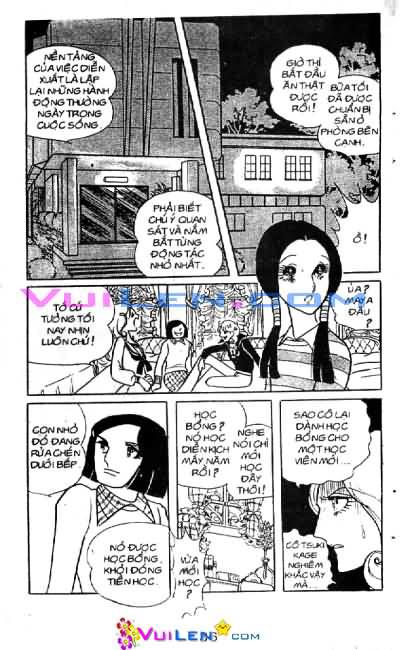 NỀN TẢNG
CỦA VIỆC DIỄN
XUẤT LÀ LẶP
LẠI NHỮNG HÀNH
ĐỘNG THƯỜNG
NGÀY TRONG
CUỘC SỐNG
GIỜ THÌ
BẮT ĐẦU
ĂN THẬT
ĐƯỢC
RỒI!
BỮA TỐI
ĐÃ ĐƯỢC
CHUẨN BỊ
SẴN Ở
PHÒNG BÊN
CẠNH.
PHẢI BIẾT
CHÚ Ý QUAN
SÁT VÀ NẮM
BẮT TỪNG
ĐỘNG TÁC
NHỎ NHẤT.
Ồ!
TỚ CỨ
TƯỞNG TỐI
NAY NHỊN
LUÔN CHỨ!
ỦA?
MAYA
ĐÂU
?
VuiLen.com
CON NHỎ
ĐÓ ĐANG
RỬA CHÉN
DƯỚI BẾP.
NÓ ĐƯỢC
HỌC BỔNG.
KHỎI ĐÓNG
TIỀN HỌC.
HỌC
BỔNG?
NÓ HỌC
DIỄN KỊCH
MẤY NĂM
RỒI?
NGHE
NÓI CHỈ
MỚI
HỌC
ĐÂY
THÔI!
VỪA
MỚI
HỌC
?
SAO CÔ LẠI
DÀNH HỌC
BỔNG CHO
MỘT HỌC
VIÊN MỚI...
CÔ TSUKI
KAGE
NGHIÊM
KHẮC VẬY
MÀ...
VuiLen